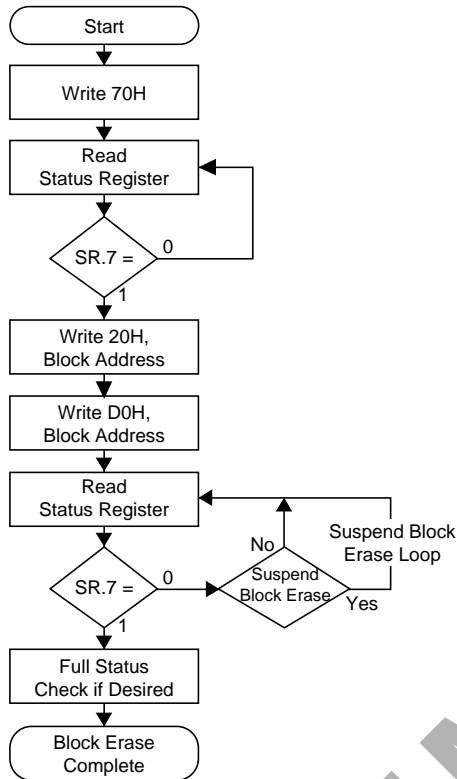 Start
Write 70H
Read
Status Register
SR.7 =
0
1
Write 20H,
Block Address
Write D0H,
Block Address
Read
Status Register
SR.7 =
0
1
No
Suspend
Block Erase
Yes
Suspend Block
Erase Loop
Full Status
Check if Desired
Block Erase
Complete